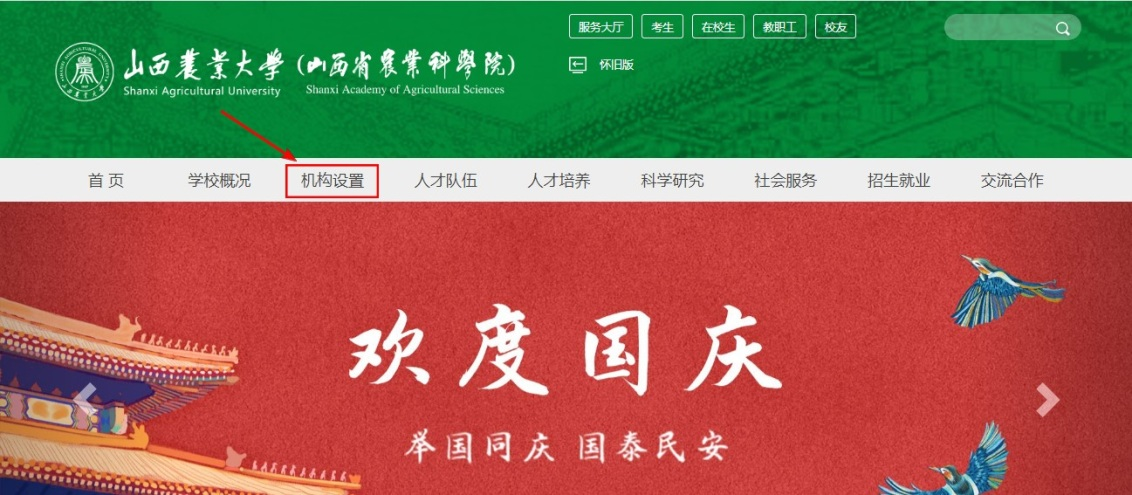 服务大厅 考生 在校生 教职工 校友
怀旧版
山西農業大學(山西省農業科學院)
Shanxi Agricultural University Shanxi Academy of Agricultural Sciences
首 页 学校概况 机构设置 人才队伍 人才培养 科学研究 社会服务 招生就业 交流合作
欢度国庆
举国同庆 国泰民安